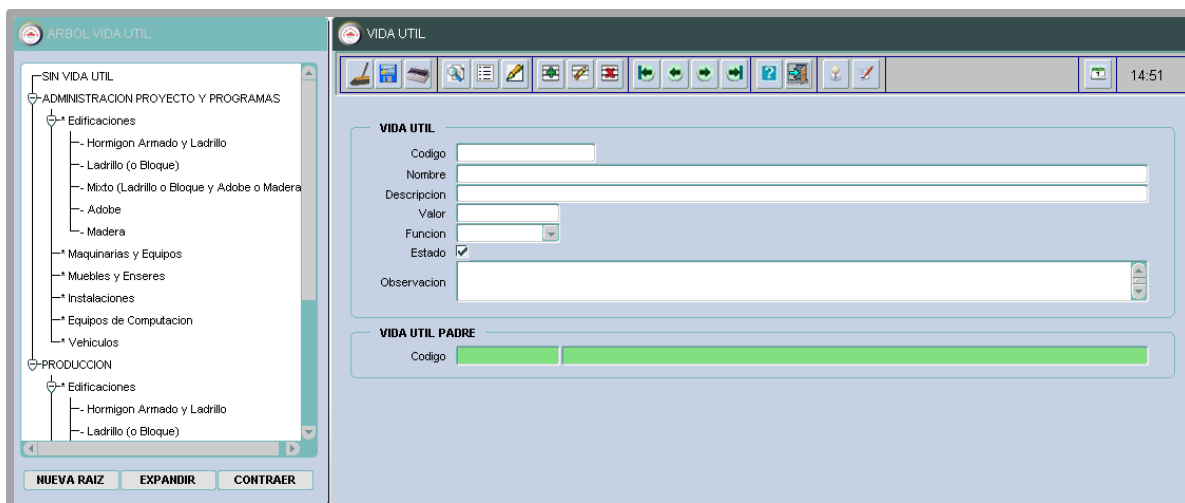 ARBOL VIDA UTIL
SIN VIDA UTIL
ADMINISTRACION PROYECTO Y PROGRAMAS
* Edificaciones
- Hormigon Armado y Ladrillo
- Ladrillo (o Bloque)
- Mixto (Ladrillo o Bloque y Adobe o Madera
- Adobe
- Madera
* Maquinarias y Equipos
* Muebles y Enseres
* Instalaciones
* Equipos de Computacion
* Vehiculos
PRODUCCION
* Edificaciones
- Hormigon Armado y Ladrillo
- Ladrillo (o Bloque)
NUEVA RAIZ EXPANDIR CONTRAER
VIDA UTIL
14:51
VIDA UTIL
Codigo
Nombre
Descripcion
Valor
Funcion
Estado
Observacion
VIDA UTIL PADRE
Codigo